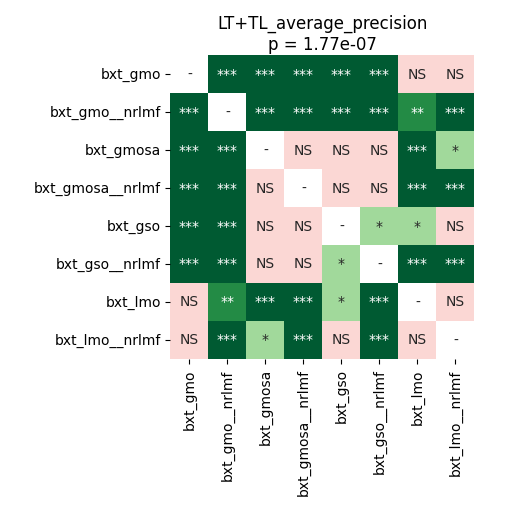 LT+TL_average_precision
p = 1.77e-07
bxt_gmo - *** *** *** *** *** NS NS
bxt_gmo__nrlmf *** - *** *** *** *** ** ***
bxt_gmosa *** *** - NS NS NS *** *
bxt_gmosa__nrlmf *** *** NS - NS NS *** ***
bxt_gso *** *** NS NS - * * NS
bxt_gso__nrlmf *** *** NS NS * - *** ***
bxt_lmo NS ** *** *** * *** - NS
bxt_lmo__nrlmf NS *** * *** NS *** NS -
bxt_gmo
bxt_gmo__nrlmf
bxt_gmosa
bxt_gmosa__nrlmf
bxt_gso
bxt_gso__nrlmf
bxt_lmo
bxt_lmo__nrlmf